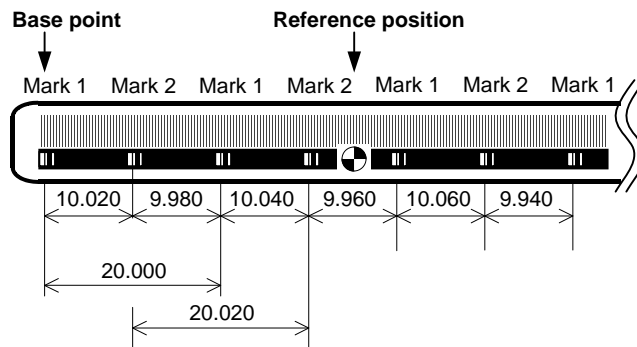 Base point Reference position
Mark 1 Mark 2 Mark 1 Mark 2 Mark 1 Mark 2 Mark 1
10.020 9.980 10.040 9.960 10.060 9.940
20.000
20.020